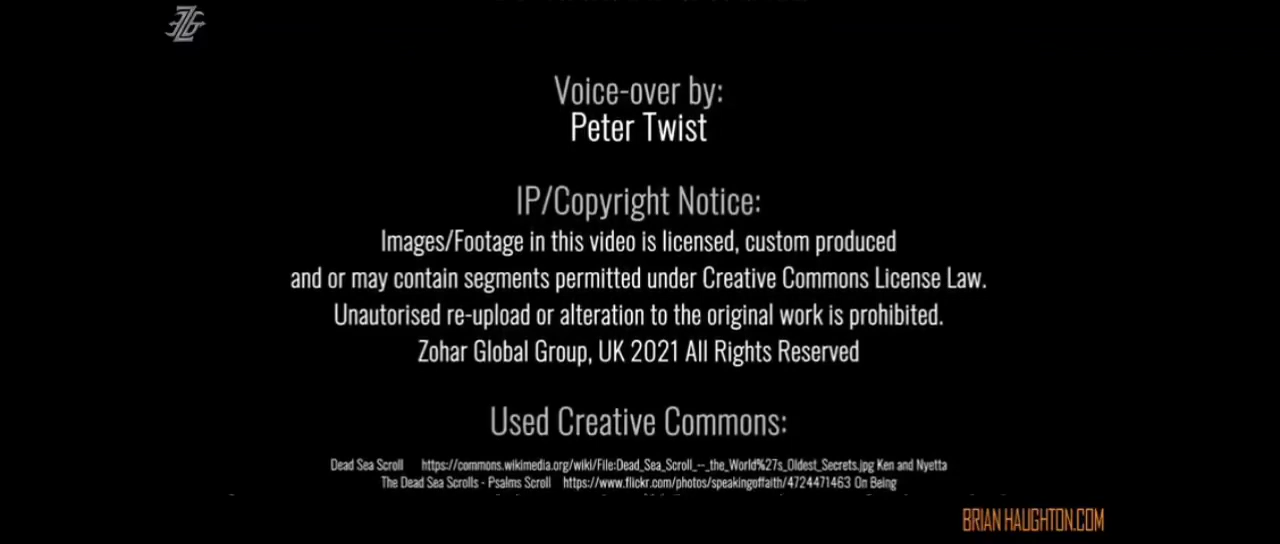 Voice-over by:
Peter Twist
IP/Copyright Notice:
Images/Footage in this video is licensed, custom produced
and or may contain segments permitted under Creative Commons License Law.
Unautorised re-upload or alteration to the original work is prohibited.
Zohar Global Group, UK 2021 All Rights Reserved
Used Creative Commons:
Dead Sea Scroll https://commons.wikimedia.org/wiki/File:Dead_Sea_Scroll_--_the_World%27s_Oldest_Secrets.jpg Ken and Nyetta
The Dead Sea Scrolls - Psalms Scroll https://www.flickr.com/photos/speakingoffaith/4724471463 On Being
BRIAN HAUGHTON.COM